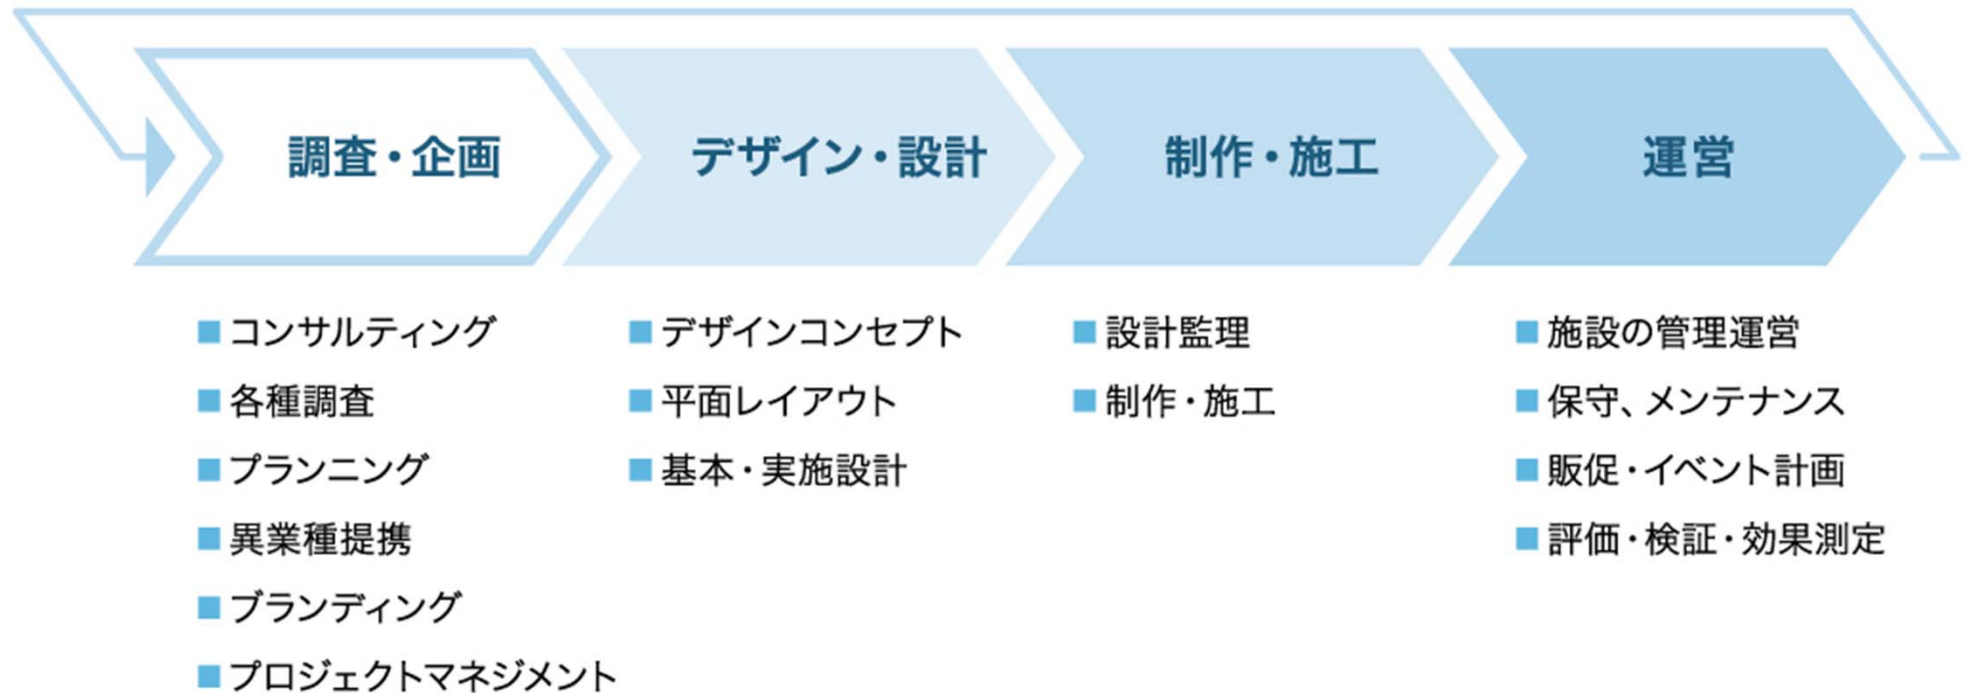 調査・企画
デザイン・設計
制作・施工
運営
コンサルティング
各種調査
プランニング
異業種提携
ブランディング
プロジェクトマネジメント
デザインコンセプト
平面レイアウト
基本・実施設計
設計監理
制作・施工
施設の管理運営
保守、メンテナンス
販促・イベント計画
評価・検証・効果測定